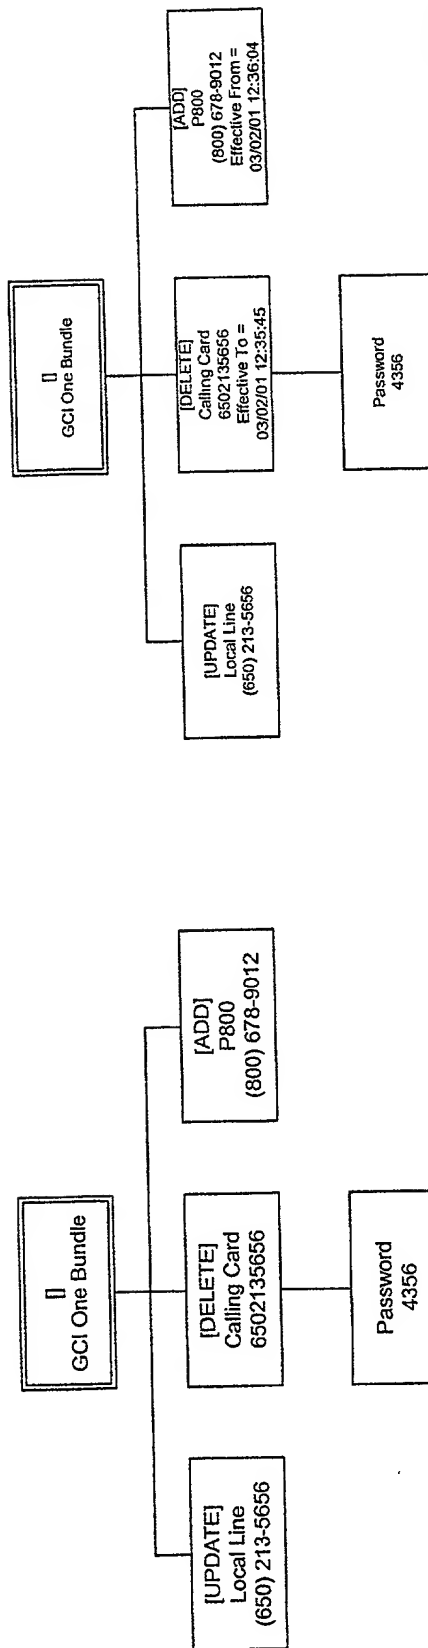 []
GCI One Bundle
[UPDATE]
Local Line
(650) 213-5656
[DELETE]
Calling Card
6502135656
[ADD]
P800
(800) 678-9012
Password
4356
[]
GCI One Bundle
[UPDATE]
Local Line
(650) 213-5656
[DELETE]
Calling Card
6502135656
Effective To =
03/02/01 12:35:45
[ADD]
P800
(800) 678-9012
Effective From =
03/02/01 12:36:04
Password
4356